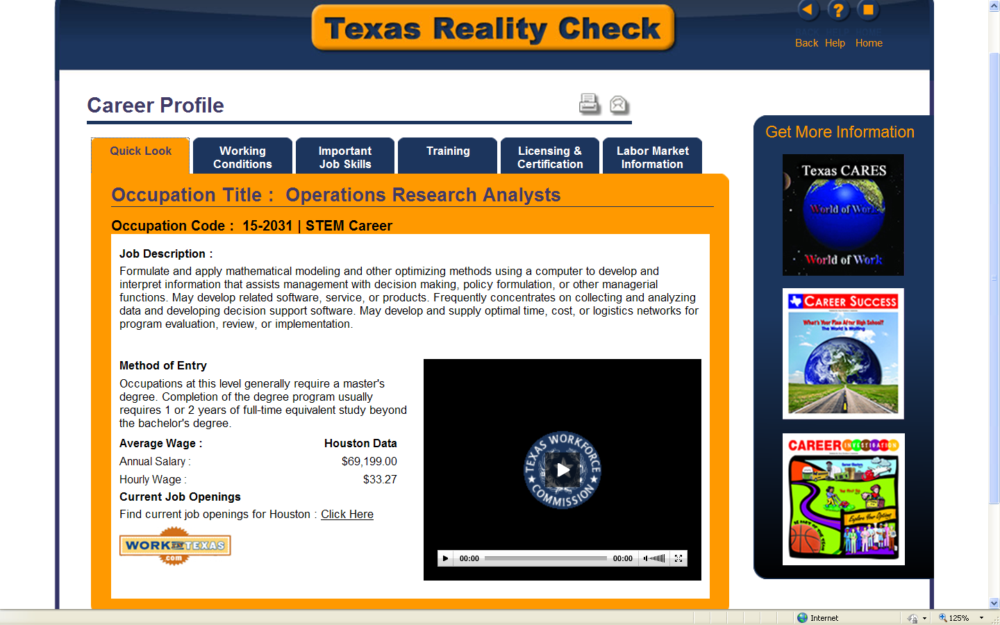 Texas Reality Check
Back Help Home
Career Profile
Quick Look
Working
Conditions
Important
Job Skills
Training
Licensing &
Certification
Labor Market
Information
Occupation Title : Operations Research Analysts
Occupation Code : 15-2031 | STEM Career
Job Description :
Formulate and apply mathematical modeling and other optimizing methods using a computer to develop and
interpret information that assists management with decision making, policy formulation, or other managerial
functions. May develop related software, service, or products. Frequently concentrates on collecting and analyzing
data and developing decision support software. May develop and supply optimal time, cost, or logistics networks for
program evaluation, review, or implementation.
Method of Entry
Occupations at this level generally require a master's
degree. Completion of the degree program usually
requires 1 or 2 years of full-time equivalent study beyond
the bachelor's degree.
Average Wage : Houston Data
Annual Salary : $69,199.00
Hourly Wage : $33.27
Current Job Openings
Find current job openings for Houston : Click Here
WORK IN TEXAS
.com
TEXAS WORKFORCE
COMMISSION
00:00 00:00
Get More Information
Texas CARES
World of Work
World of Work
CAREER SUCCESS
What's Your Plan After High School?
The World is Waiting
CAREER INVESTIGATION
Explore Your Options
Internet
125%